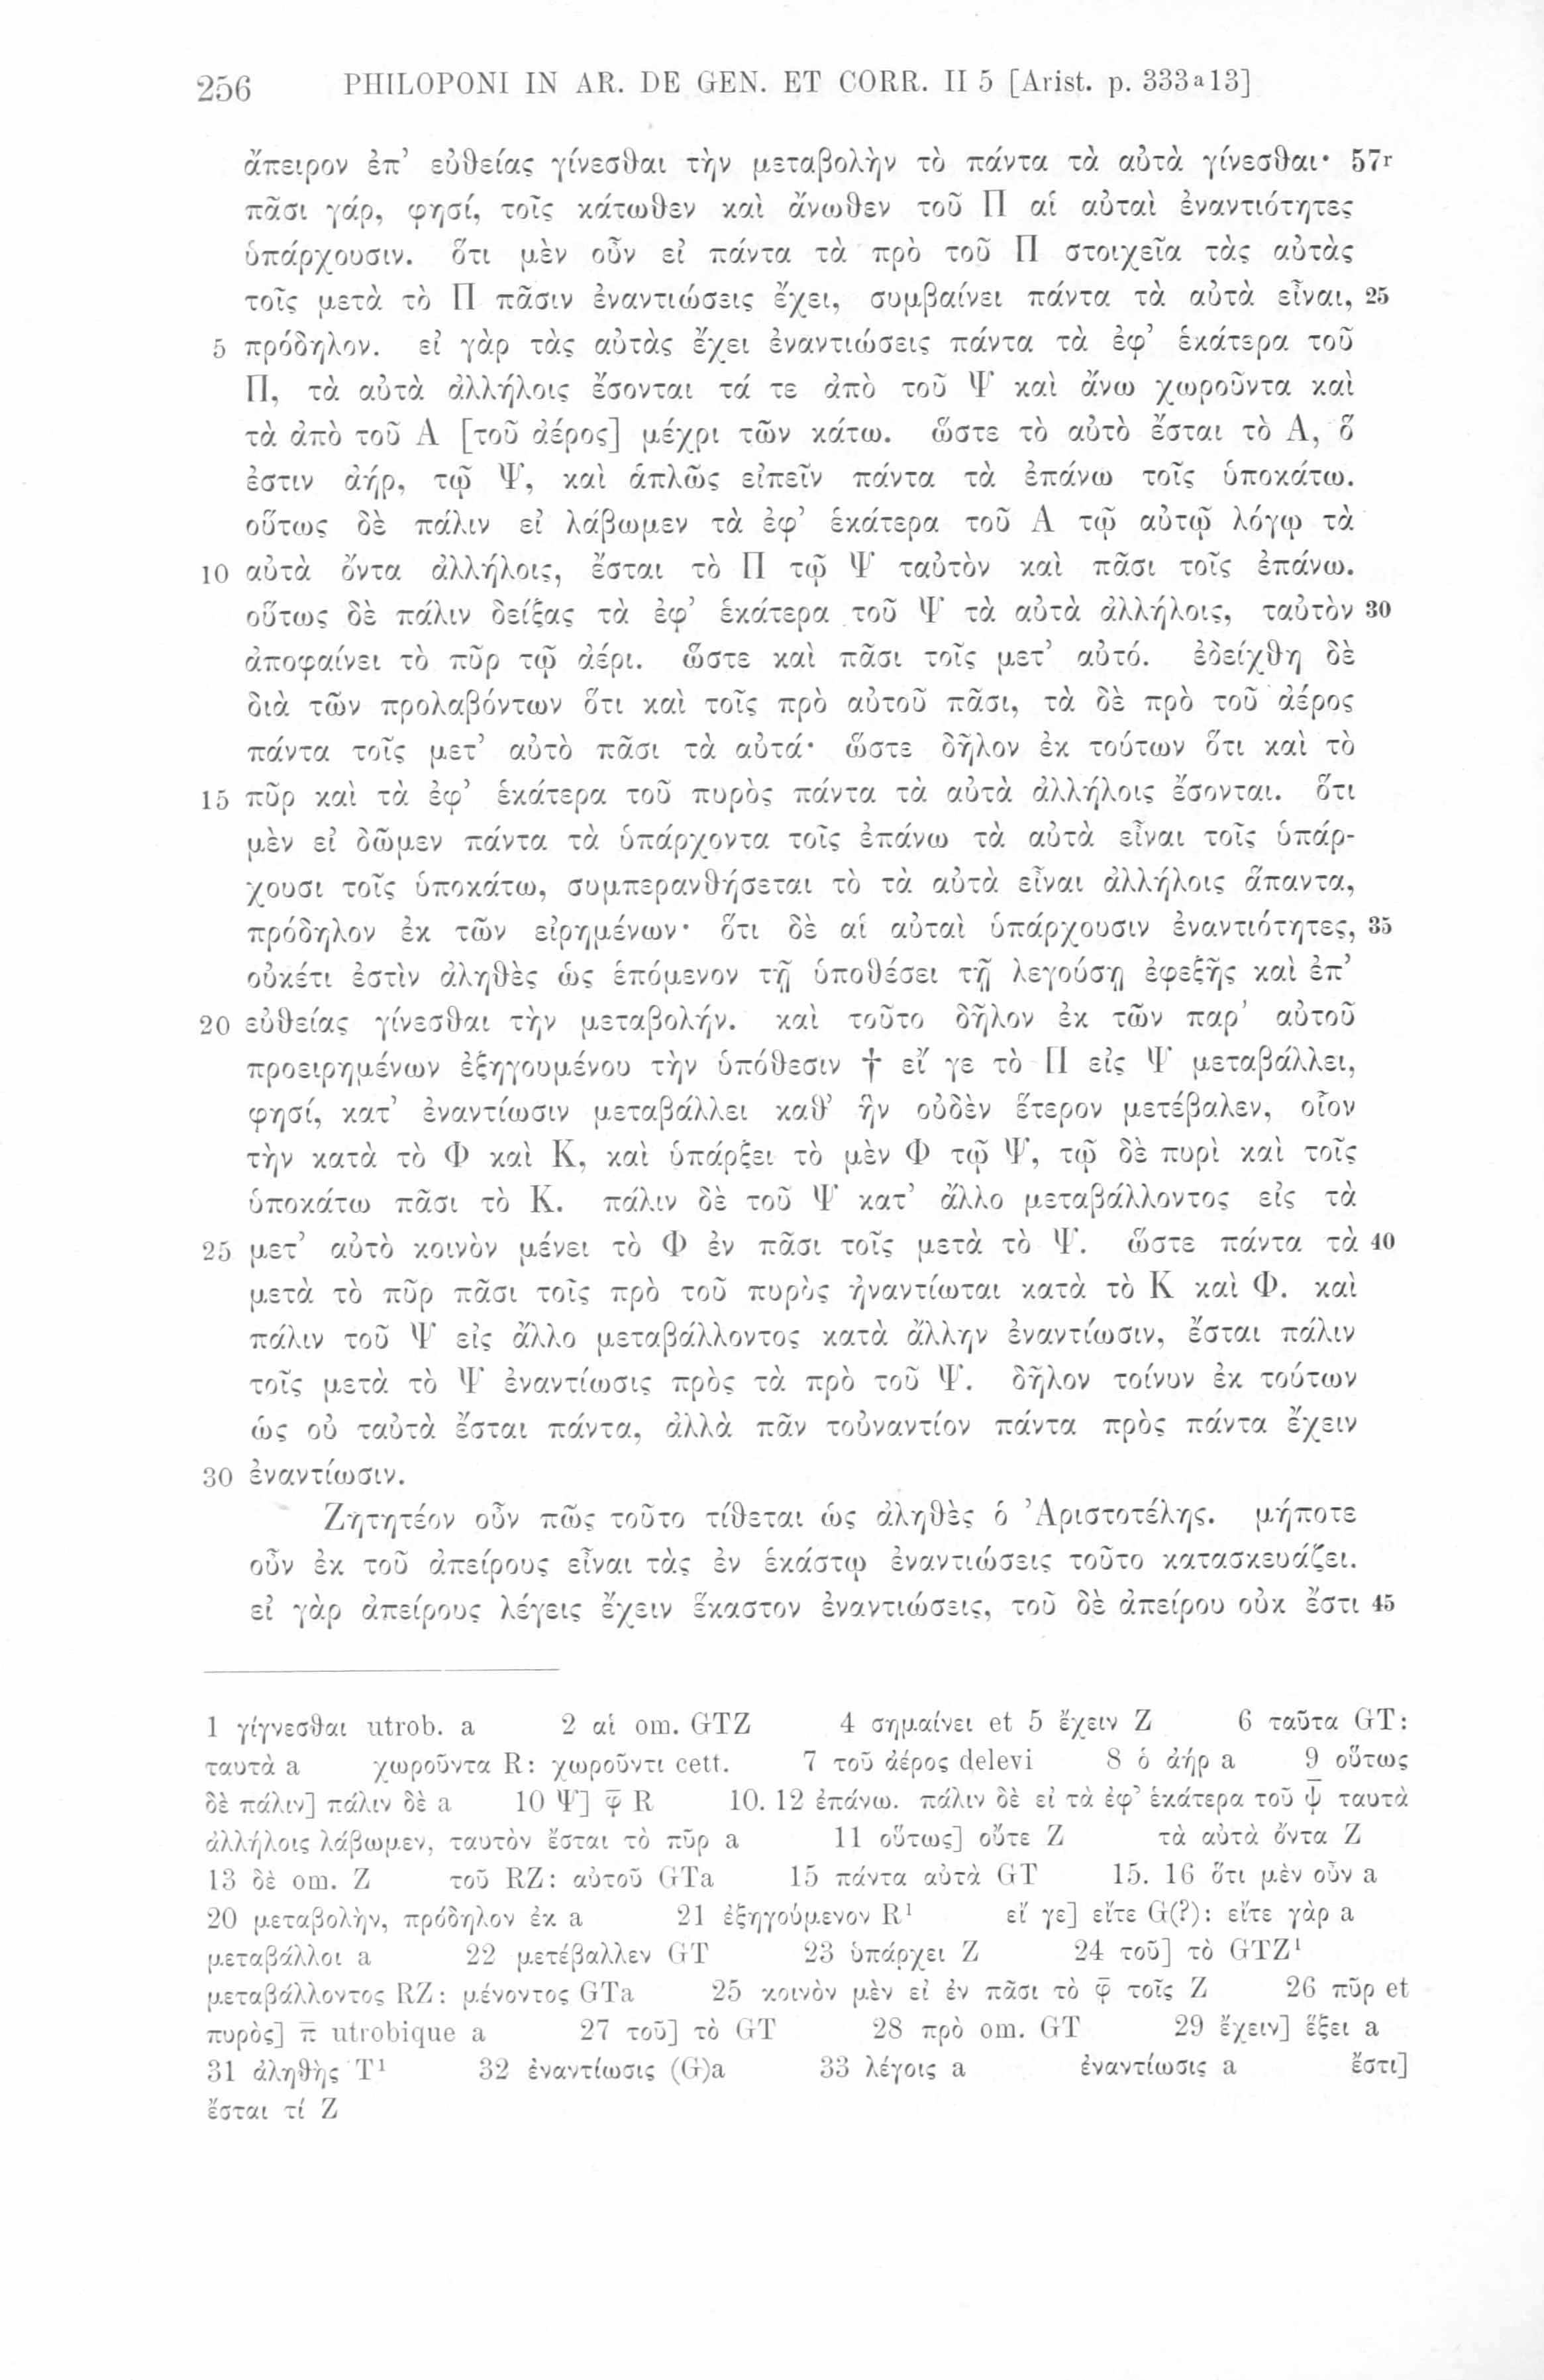 256 PHILOPONI IN AR. DE GEN. ET CORR. II 5 [Arist. p. 333a13]
ἄπειρον ἐπ’ εὐθείας γίνεσθαι τὴν μεταβολὴν τὸ πάντα τὰ αὐτὰ γίνεσθαι· 57r
πᾶσι γάρ, φησί, τοῖς κάτωθεν καὶ ἄνωθεν τοῦ Π αἱ αὐταὶ ἐναντιότητες
ὑπάρχουσιν. ὅτι μὲν οὖν εἰ πάντα τὰ πρὸ τοῦ Π στοιχεῖα τὰς αὐτὰς
τοῖς μετὰ τὸ Π πᾶσιν ἐναντιώσεις ἔχει, συμβαίνει πάντα τὰ αὐτὰ εἶναι, 25
5 πρόδηλον. εἰ γὰρ τὰς αὐτὰς ἔχει ἐναντιώσεις πάντα τὰ ἐφ’ ἑκάτερα τοῦ
Π, τὰ αὐτὰ ἀλλήλοις ἔσονται τά τε ἀπὸ τοῦ Ψ καὶ ἄνω χωροῦντα καὶ
τὰ ἀπὸ τοῦ Α [τοῦ ἀέρος] μέχρι τῶν κάτω. ὥστε τὸ αὐτὸ ἔσται τὸ Α, ὅ
ἐστιν ἀήρ, τῷ Ψ, καὶ ἁπλῶς εἰπεῖν πάντα τὰ ἐπάνω τοῖς ὑποκάτω.
οὕτως δὲ πάλιν εἰ λάβωμεν τὰ ἐφ’ ἑκάτερα τοῦ Α τῷ αὐτῷ λόγῳ τὰ
10 αὐτὰ ὄντα ἀλλήλοις, ἔσται τὸ Π τῷ Ψ ταὐτὸν καὶ πᾶσι τοῖς ἐπάνω.
οὕτως δὲ πάλιν δείξας τὰ ἐφ’ ἑκάτερα τοῦ Ψ τὰ αὐτὰ ἀλλήλοις, ταὐτὸν 30
ἀποφαίνει τὸ πῦρ τῷ ἀέρι. ὥστε καὶ πᾶσι τοῖς μετ’ αὐτό. ἐδείχθη δὲ
διὰ τῶν προλαβόντων ὅτι καὶ τοῖς πρὸ αὐτοῦ πᾶσι, τὰ δὲ πρὸ τοῦ ἀέρος
πάντα τοῖς μετ’ αὐτὸ πᾶσι τὰ αὐτά· ὥστε δῆλον ἐκ τούτων ὅτι καὶ τὸ
15 πῦρ καὶ τὰ ἐφ’ ἑκάτερα τοῦ πυρὸς πάντα τὰ αὐτὰ ἀλλήλοις ἔσονται. ὅτι
μὲν εἰ δῶμεν πάντα τὰ ὑπάρχοντα τοῖς ἐπάνω τὰ αὐτὰ εἶναι τοῖς ὑπάρ-
χουσι τοῖς ὑποκάτω, συμπερανθήσεται τὸ τὰ αὐτὰ εἶναι ἀλλήλοις ἅπαντα,
πρόδηλον ἐκ τῶν εἰρημένων· ὅτι δὲ αἱ αὐταὶ ὑπάρχουσιν ἐναντιότητες, 35
οὐκέτι ἐστὶν ἀληθὲς ὡς ἑπόμενον τῇ ὑποθέσει τῇ λεγούσῃ ἐφεξῆς καὶ ἐπ’
20 εὐθείας γίνεσθαι τὴν μεταβολήν. καὶ τοῦτο δῆλον ἐκ τῶν παρ’ αὐτοῦ
προειρημένων ἐξηγουμένου τὴν ὑπόθεσιν † εἴ γε τὸ Π εἰς Ψ μεταβάλλει,
φησί, κατ’ ἐναντίωσιν μεταβάλλει καθ’ ἣν οὐδὲν ἕτερον μετέβαλεν, οἷον
τὴν κατὰ τὸ Φ καὶ Κ, καὶ ὑπάρξει τὸ μὲν Φ τῷ Ψ, τῷ δὲ πυρὶ καὶ τοῖς
ὑποκάτω πᾶσι τὸ Κ. πάλιν δὲ τοῦ Ψ κατ’ ἄλλο μεταβάλλοντος εἰς τὰ
25 μετ’ αὐτὸ κοινὸν μένει τὸ Φ ἐν πᾶσι τοῖς μετὰ τὸ Ψ. ὥστε πάντα τὰ 40
μετὰ τὸ πῦρ πᾶσι τοῖς πρὸ τοῦ πυρὸς ἠναντίωται κατὰ τὸ Κ καὶ Φ. καὶ
πάλιν τοῦ Ψ εἰς ἄλλο μεταβάλλοντος κατὰ ἄλλην ἐναντίωσιν, ἔσται πάλιν
τοῖς μετὰ τὸ Ψ ἐναντίωσις πρὸς τὰ πρὸ τοῦ Ψ. δῆλον τοίνυν ἐκ τούτων
ὡς οὐ ταὐτὰ ἔσται πάντα, ἀλλὰ πᾶν τοὐναντίον πάντα πρὸς πάντα ἔχειν
30 ἐναντίωσιν.
Ζητητέον οὖν πῶς τοῦτο τίθεται ὡς ἀληθὲς ὁ Ἀριστοτέλης. μήποτε
οὖν ἐκ τοῦ ἀπείρους εἶναι τὰς ἐν ἑκάστῳ ἐναντιώσεις τοῦτο κατασκευάζει.
εἰ γὰρ ἀπείρους λέγεις ἔχειν ἕκαστον ἐναντιώσεις, τοῦ δὲ ἀπείρου οὐκ ἔστι 45
1 γίγνεσθαι utrob. a 2 αἱ om. GTZ 4 σημαίνει et 5 ἔχειν Z 6 ταῦτα GT:
ταυτὰ a χωροῦντα R: χωροῦντι cett. 7 τοῦ ἀέρος delevi 8 ὁ ἀήρ a 9 οὕτως
δὲ πάλιν] πάλιν δὲ a 10 Ψ] φ̄ R 10. 12 ἐπάνω. πάλιν δὲ εἰ τὰ ἐφ’ ἑκάτερα τοῦ ψ̄ ταυτὰ
ἀλλήλοις λάβωμεν, ταυτὸν ἔσται τὸ πῦρ a 11 οὕτως] οὔτε Z τὰ αὐτὰ ὄντα Z
13 δὲ om. Z τοῦ RZ: αὐτοῦ GTa 15 πάντα αὐτὰ GT 15. 16 ὅτι μὲν οὖν a
20 μεταβολὴν, πρόδηλον ἐκ a 21 ἐξηγούμενον R¹ εἴ γε] εἴτε G(?): εἴτε γὰρ a
μεταβάλλοι a 22 μετέβαλλεν GT 23 ὑπάρχει Z 24 τοῦ] τὸ GTZ¹
μεταβάλλοντος RZ: μένοντος GTa 25 κοινὸν μὲν εἰ ἐν πᾶσι τὸ φ̄ τοῖς Z 26 πῦρ et
πυρὸς] π̄ utrobique a 27 τοῦ] τὸ GT 28 πρὸ om. GT 29 ἔχειν] ἕξει a
31 ἀληθὴς T¹ 32 ἐναντίωσις (G)a 33 λέγοις a ἐναντίωσις a ἔστι]
ἔσται τί Z